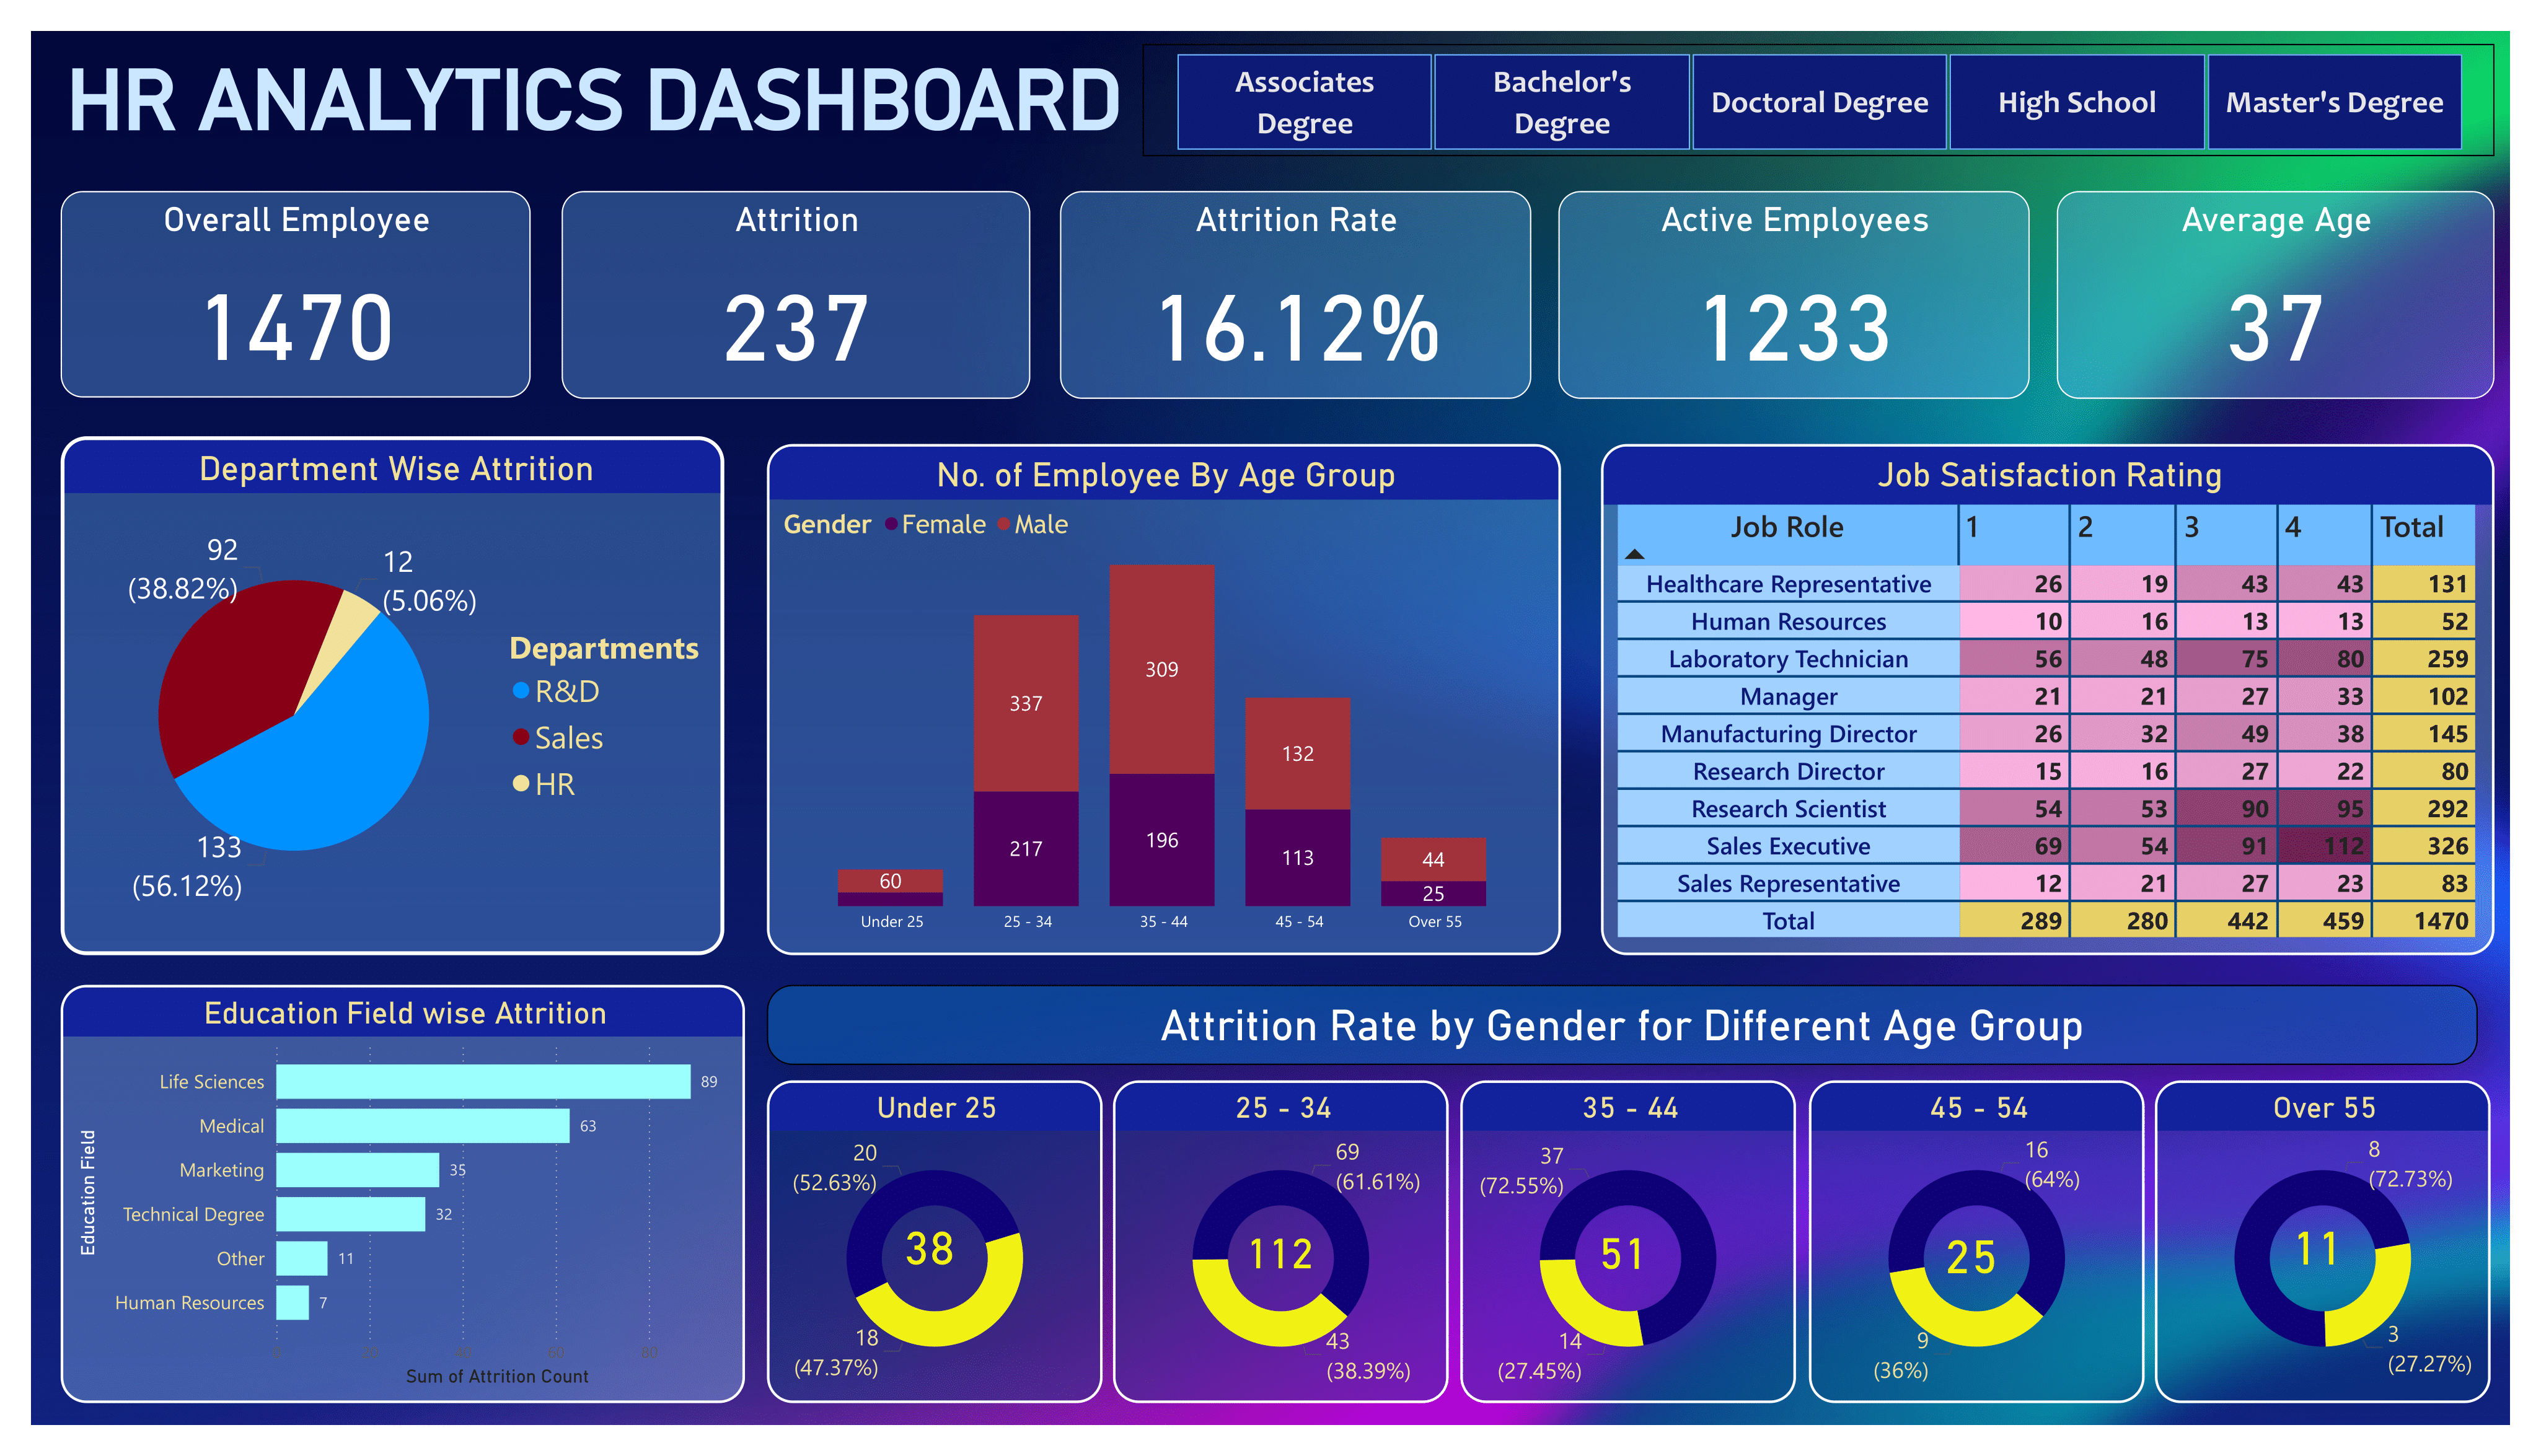 HR ANALYTICS DASHBOARD
Associates
Degree
Bachelor's
Degree
Doctoral Degree
High School
Master's Degree
Overall Employee
1470
Attrition
237
Attrition Rate
16.12%
Active Employees
1233
Average Age
37
Department Wise Attrition
92
(38.82%)
12
(5.06%)
133
(56.12%)
Departments
R&D
Sales
HR
No. of Employee By Age Group
Gender Female Male
60
337
217
309
196
132
113
44
25
Under 25
25 - 34
35 - 44
45 - 54
Over 55
Job Satisfaction Rating
Job Role 1 2 3 4 Total
Healthcare Representative 26 19 43 43 131
Human Resources 10 16 13 13 52
Laboratory Technician 56 48 75 80 259
Manager 21 21 27 33 102
Manufacturing Director 26 32 49 38 145
Research Director 15 16 27 22 80
Research Scientist 54 53 90 95 292
Sales Executive 69 54 91 112 326
Sales Representative 12 21 27 23 83
Total 289 280 442 459 1470
Education Field wise Attrition
Education Field
Life Sciences 89
Medical 63
Marketing 35
Technical Degree 32
Other 11
Human Resources 7
0 20 40 60 80
Sum of Attrition Count
Attrition Rate by Gender for Different Age Group
Under 25
20
(52.63%)
38
18
(47.37%)
25 - 34
69
(61.61%)
112
43
(38.39%)
35 - 44
37
(72.55%)
51
14
(27.45%)
45 - 54
16
(64%)
25
9
(36%)
Over 55
8
(72.73%)
11
3
(27.27%)